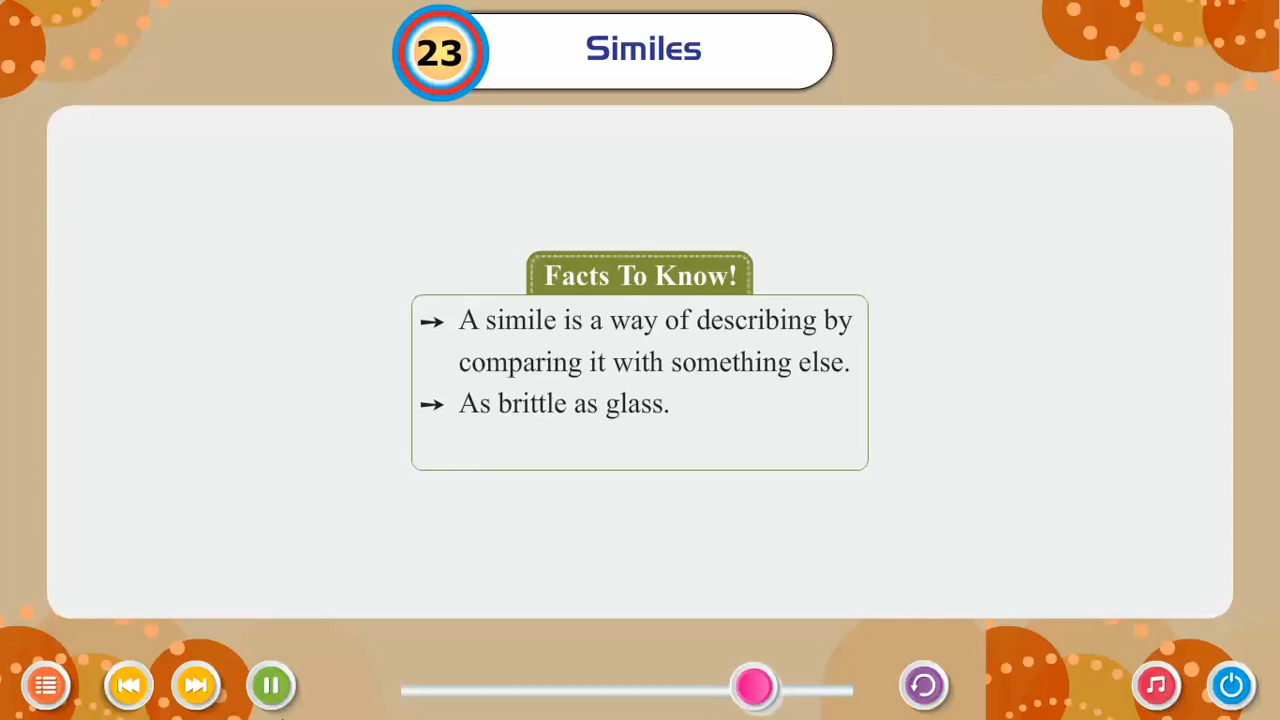 23
Similes
Facts To Know!
➙ A simile is a way of describing by
comparing it with something else.
➙ As brittle as glass.